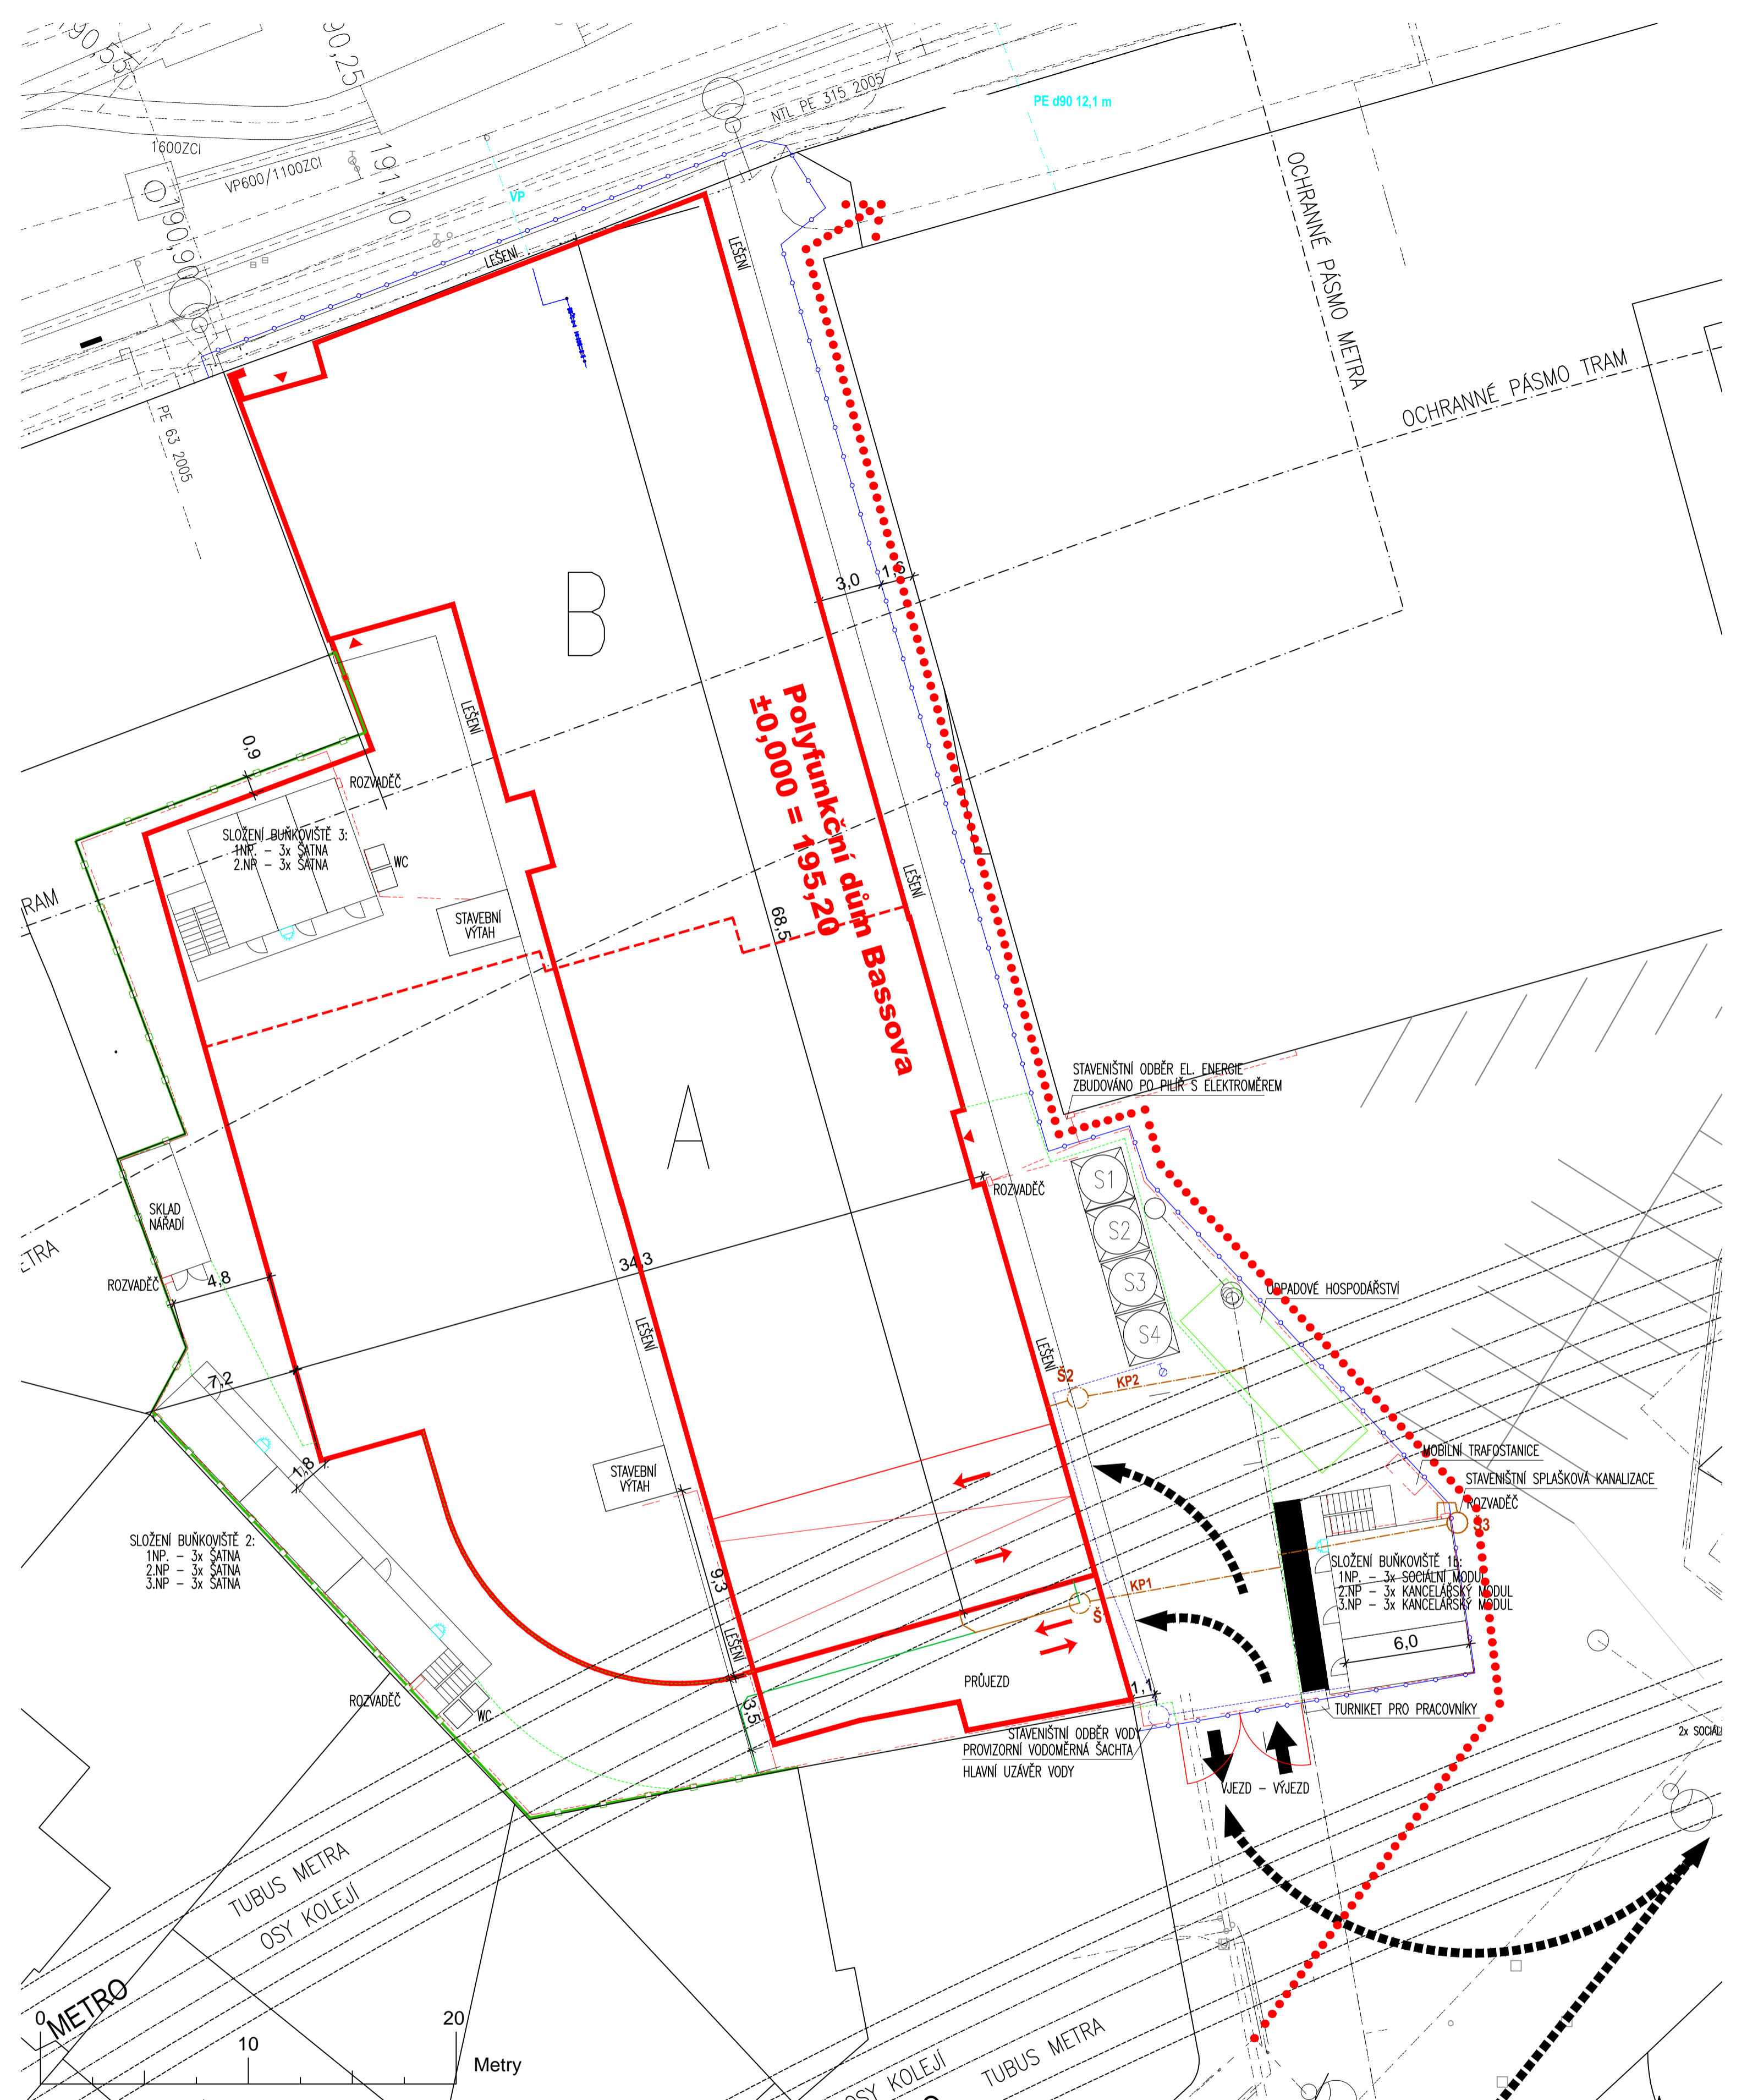 90,55
90,25
1600ZCI
VP600/1100ZCI
191,10
190,90
NTL PE 315 2005
PE d90 12,1 m
VP
LEŠENÍ
LEŠENÍ
OCHRANNÉ PÁSMO METRA
OCHRANNÉ PÁSMO TRAM
PE 63 2005
B
3,0
1,6
Polyfunkční dům Bassova
±0,000 = 195,20
LEŠENÍ
0,9
ROZVADĚČ
SLOŽENÍ BUŇKOVIŠTĚ 3:
1NP. – 3x ŠATNA
2.NP – 3x ŠATNA
WC
RAM
STAVEBNÍ
VÝTAH
68,5
LEŠENÍ
STAVENIŠTNÍ ODBĚR EL. ENERGIE
ZBUDOVÁNO PO PILÍŘ S ELEKTROMĚREM
A
S1
S2
S3
S4
ROZVADĚČ
SKLAD
NÁŘADÍ
ETRA
ROZVADĚČ
4,8
34,3
ODPADOVÉ HOSPODÁŘSTVÍ
LEŠENÍ
LEŠENÍ
7,2
Š2
KP2
1,8
STAVEBNÍ
VÝTAH
MOBILNÍ TRAFOSTANICE
STAVENIŠTNÍ SPLAŠKOVÁ KANALIZACE
ROZVADĚČ
Š3
SLOŽENÍ BUŇKOVIŠTĚ 2:
1NP. – 3x ŠATNA
2.NP – 3x ŠATNA
3.NP – 3x ŠATNA
9,3
KP1
SLOŽENÍ BUŇKOVIŠTĚ 1b:
1NP. – 3x SOCIÁLNÍ MODUL
2.NP – 3x KANCELÁŘSKÝ MODUL
3.NP – 3x KANCELÁŘSKÝ MODUL
LEŠENÍ
6,0
PRŮJEZD
1,1
ROZVADĚČ
WC
3,5
TURNIKET PRO PRACOVNÍKY
STAVENIŠTNÍ ODBĚR VODY
PROVIZORNÍ VODOMĚRNÁ ŠACHTA
HLAVNÍ UZÁVĚR VODY
VJEZD – VÝJEZD
TUBUS METRA
OSY KOLEJÍ
METRO
0
10
20
Metry
OSY KOLEJÍ
TUBUS METRA